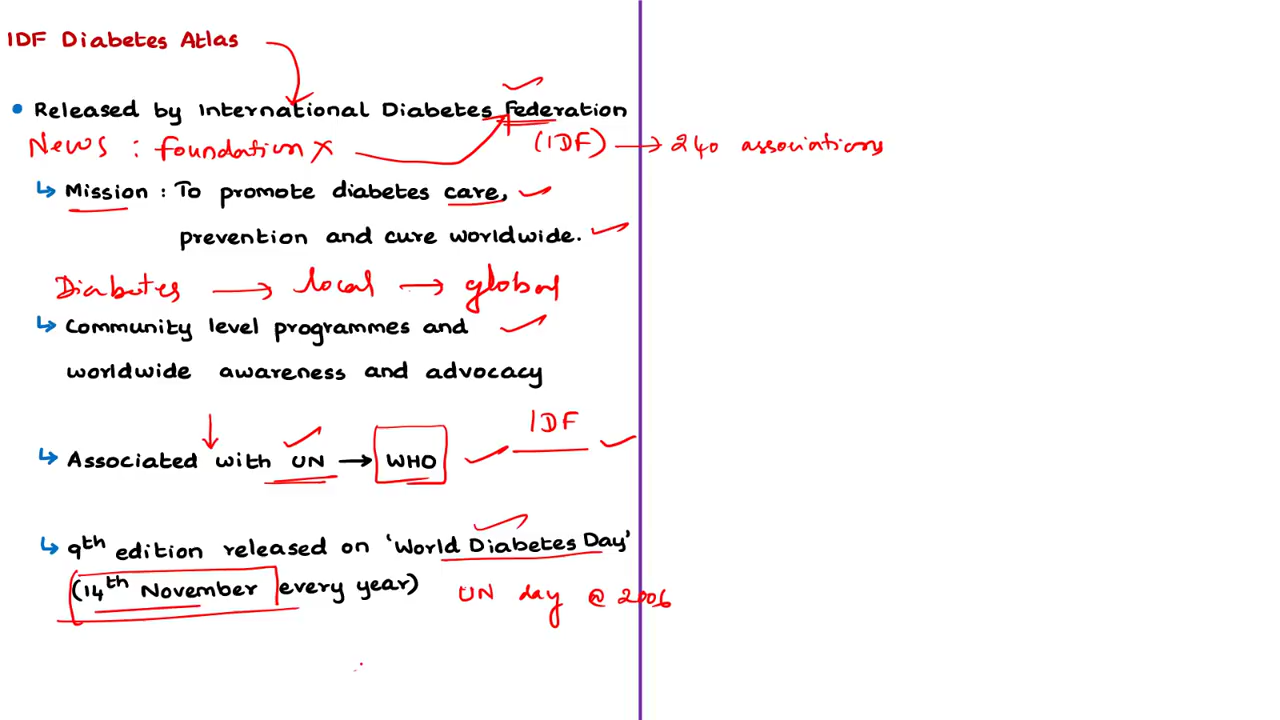 IDF Diabetes Atlas
• Released by International Diabetes Federation
News : foundation x (IDF) → 240 associations
↳ Mission : To promote diabetes care,
prevention and cure worldwide.
Diabetes → local → global
↳ Community level programmes and
worldwide awareness and advocacy
IDF
↳ Associated with UN → WHO
↳ 9th edition released on 'World Diabetes Day'
(14th November every year) UN day @ 2006